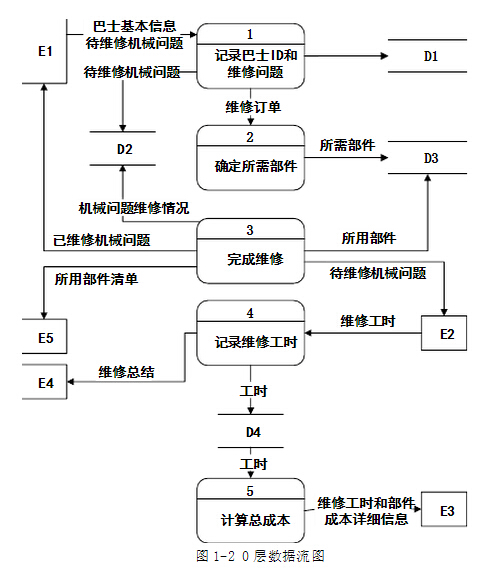 巴士基本信息
待维修机械问题
E1
1
记录巴士ID和
维修问题
D1
待维修机械问题
维修订单
D2
2
确定所需部件
所需部件
D3
机械问题维修情况
已维修机械问题
3
完成维修
所用部件
所用部件清单
待维修机械问题
E5
4
记录维修工时
维修工时
E2
E4
维修总结
工时
D4
工时
5
计算总成本
维修工时和部件
成本详细信息
E3
图1-2 0层数据流图